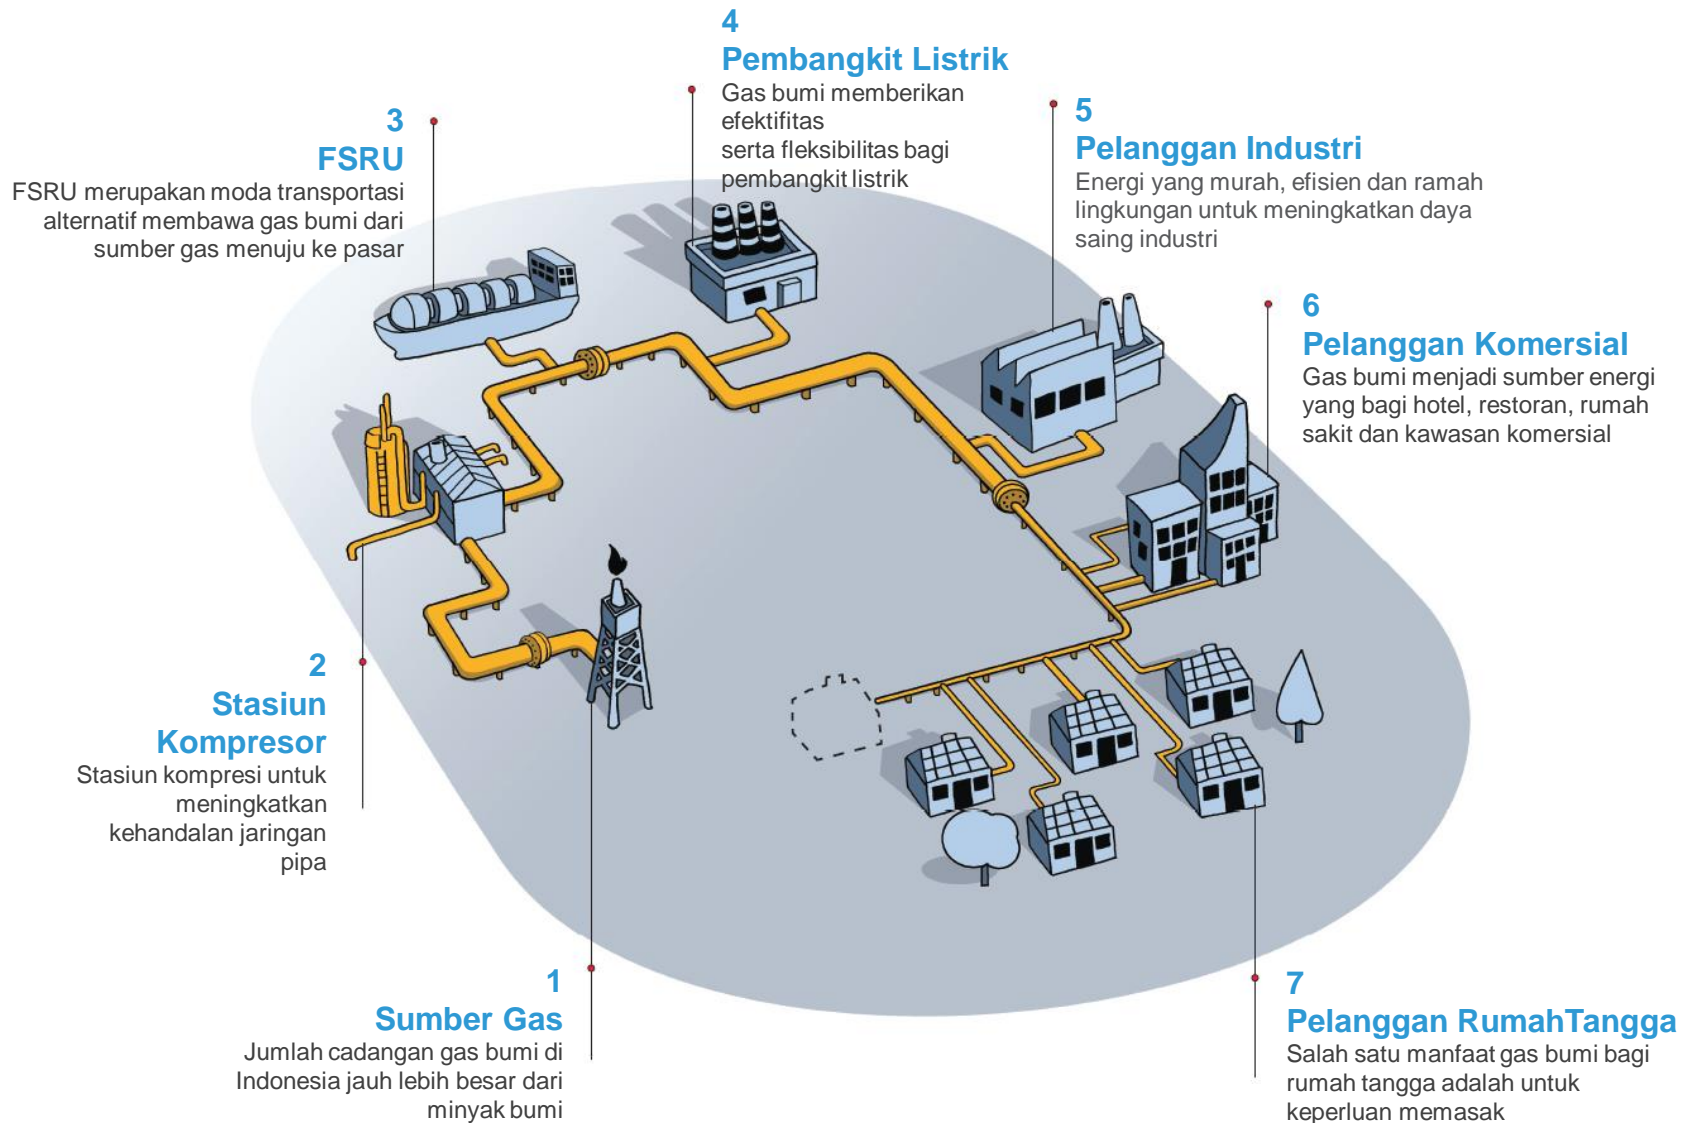 4
Pembangkit Listrik
Gas bumi memberikan
efektifitas
serta fleksibilitas bagi
pembangkit listrik
3
FSRU
FSRU merupakan moda transportasi
alternatif membawa gas bumi dari
sumber gas menuju ke pasar
5
Pelanggan Industri
Energi yang murah, efisien dan ramah
lingkungan untuk meningkatkan daya
saing industri
6
Pelanggan Komersial
Gas bumi menjadi sumber energi
yang bagi hotel, restoran, rumah
sakit dan kawasan komersial
2
Stasiun
Kompresor
Stasiun kompresi untuk
meningkatkan
kehandalan jaringan
pipa
1
Sumber Gas
Jumlah cadangan gas bumi di
Indonesia jauh lebih besar dari
minyak bumi
7
Pelanggan RumahTangga
Salah satu manfaat gas bumi bagi
rumah tangga adalah untuk
keperluan memasak